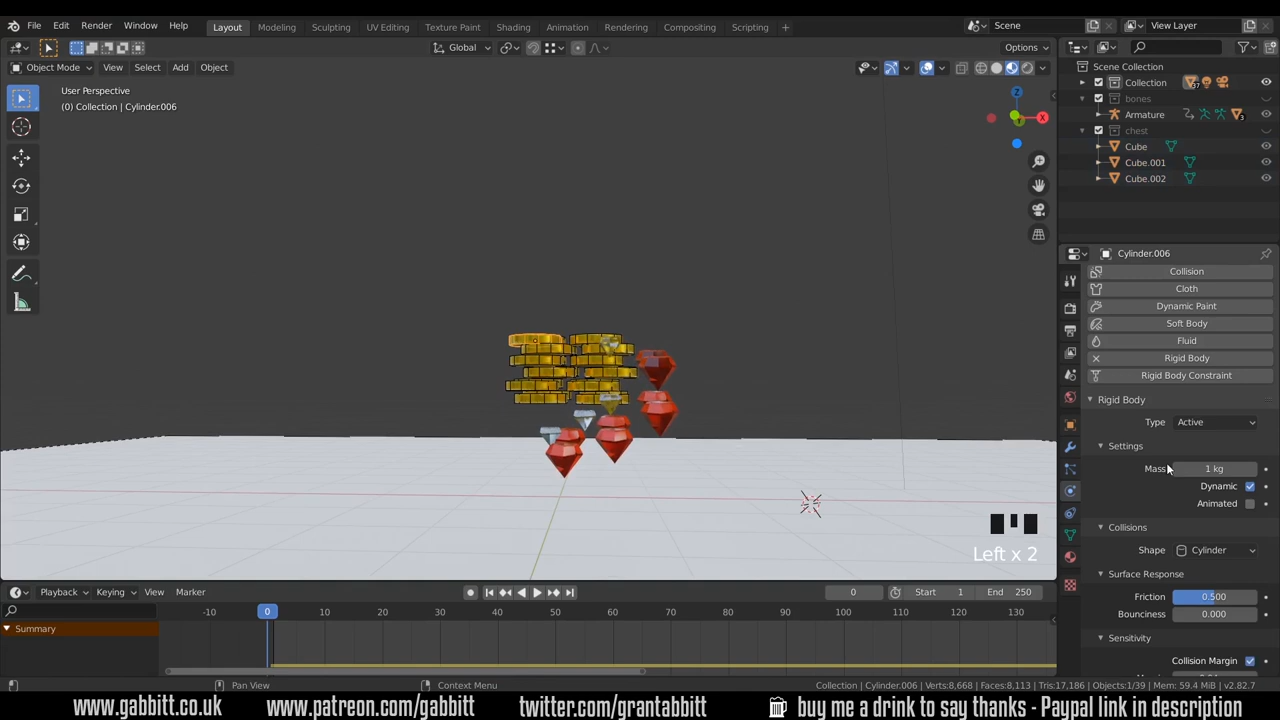 File Edit Render Window Help Layout Modeling Sculpting UV Editing Texture Paint Shading Animation Rendering Compositing Scripting + Scene View Layer
Global Options
Object Mode View Select Add Object
User Perspective
(0) Collection | Cylinder.006
Z
X
Scene Collection
Collection 37
bones
Armature 3
chest
Cube
Cube.001
Cube.002
Cylinder.006
Collision
Cloth
Dynamic Paint
Soft Body
Fluid
Rigid Body
Rigid Body Constraint
Rigid Body
Type Active
Settings
Mass 1 kg
Dynamic
Animated
Collisions
Shape Cylinder
Surface Response
Friction 0.500
Bounciness 0.000
Sensitivity
Collision Margin
Left x 2
Playback Keying View Marker 0 Start 1 End 250
-10 0 10 20 30 40 50 60 70 80 90 100 110 120 130
Summary
Pan View Context Menu Collection | Cylinder.006 | Verts:8,668 | Faces:8,113 | Tris:17,186 | Objects:1/39 | Mem: 59.4 MiB | v2.82.7
www.gabbitt.co.uk www.patreon.com/gabbitt twitter.com/grantabbitt buy me a drink to say thanks - Paypal link in description